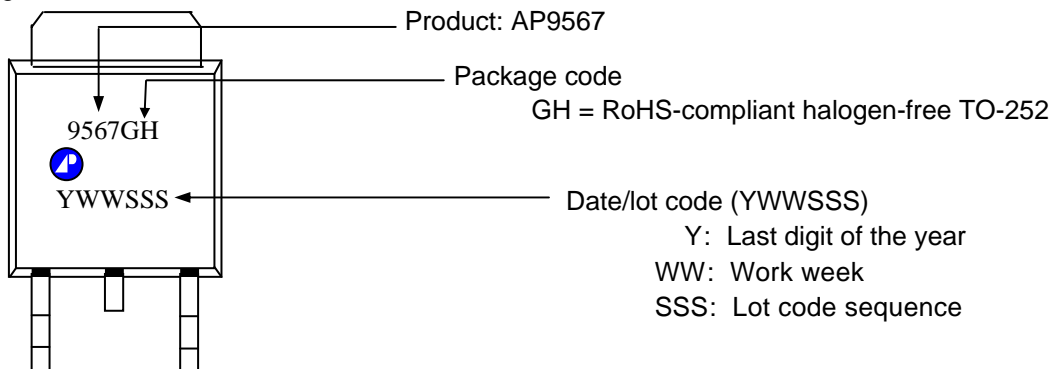 Product: AP9567
Package code
GH = RoHS-compliant halogen-free TO-252
9567GH
YWWSSS
Date/lot code (YWWSSS)
Y: Last digit of the year
WW: Work week
SSS: Lot code sequence